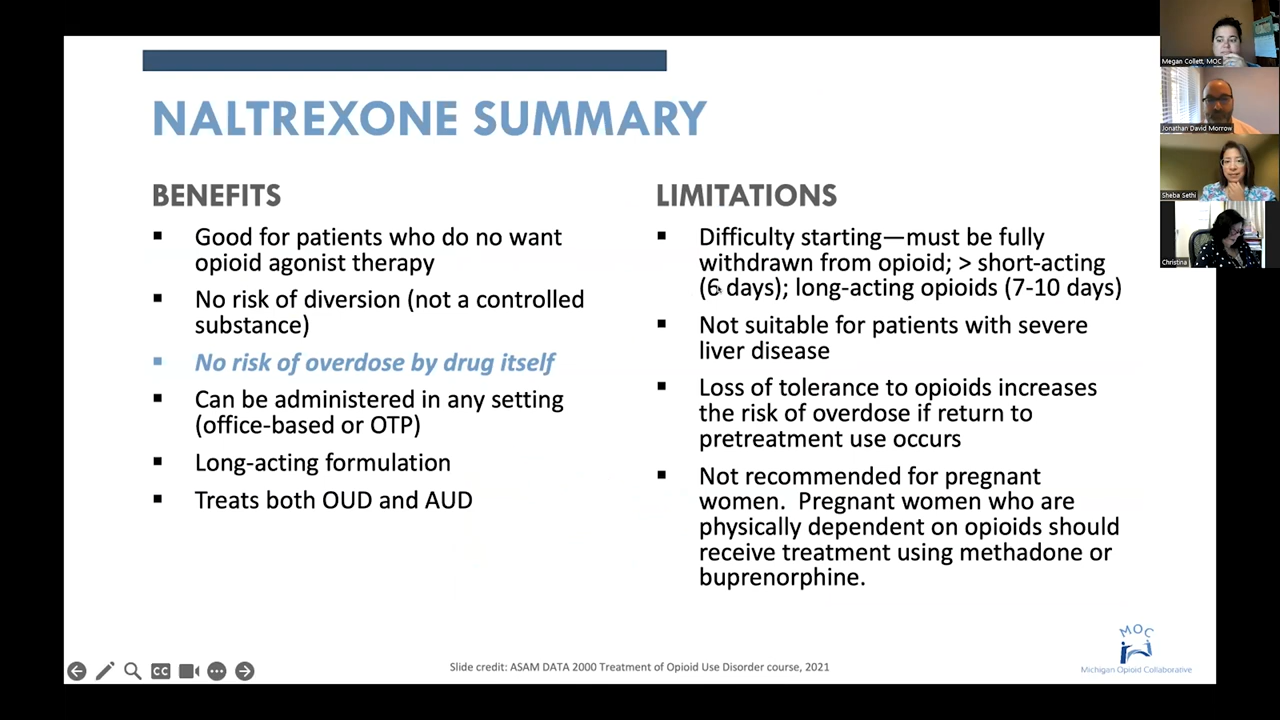 NALTREXONE SUMMARY
BENEFITS
Good for patients who do no want
opioid agonist therapy
No risk of diversion (not a controlled
substance)
No risk of overdose by drug itself
Can be administered in any setting
(office-based or OTP)
Long-acting formulation
Treats both OUD and AUD
LIMITATIONS
Difficulty starting—must be fully
withdrawn from opioid; > short-acting
(6 days); long-acting opioids (7-10 days)
Not suitable for patients with severe
liver disease
Loss of tolerance to opioids increases
the risk of overdose if return to
pretreatment use occurs
Not recommended for pregnant
women.  Pregnant women who are
physically dependent on opioids should
receive treatment using methadone or
buprenorphine.
Slide credit: ASAM DATA 2000 Treatment of Opioid Use Disorder course, 2021
MOC
Michigan Opioid Collaborative
CC
Megan Collett, MOC
Jonathan David Morrow
Sheba Sethi
Christina